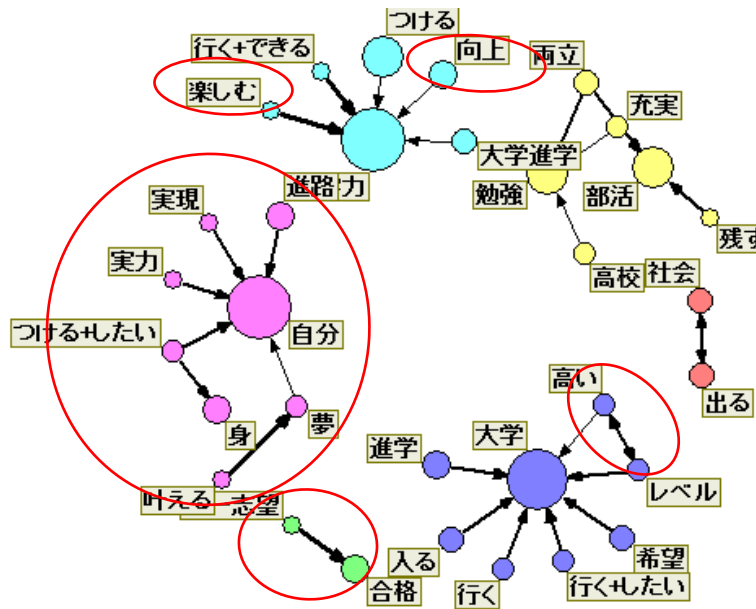 つける
行く+できる
向上
両立
楽しむ
充実
大学進学
勉強
部活
進路
力
実現
残す
実力
高校
社会
つける+したい
自分
高い
出る
身
夢
大学
進学
レベル
叶える
志望
合格
入る
希望
行く
行く+したい